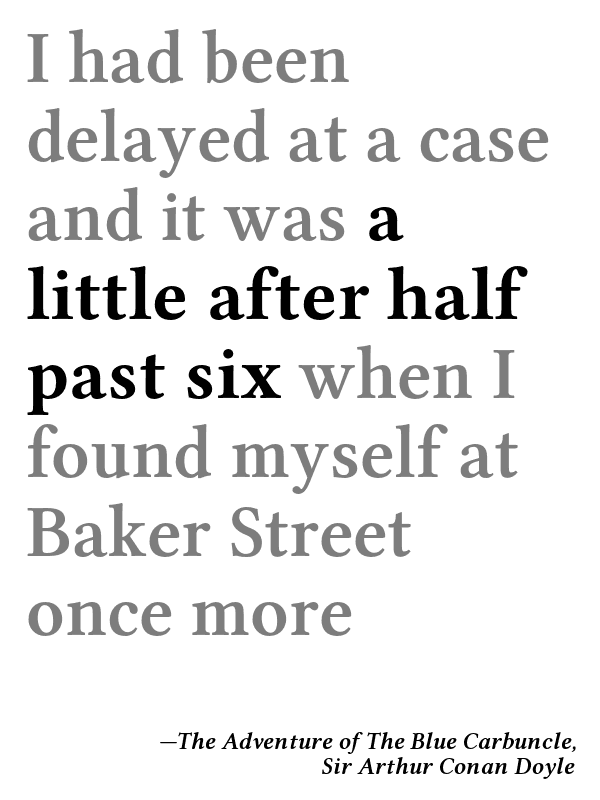 I had been
delayed at a case
and it was a
little after half
past six when I
found myself at
Baker Street
once more
—The Adventure of The Blue Carbuncle,
Sir Arthur Conan Doyle